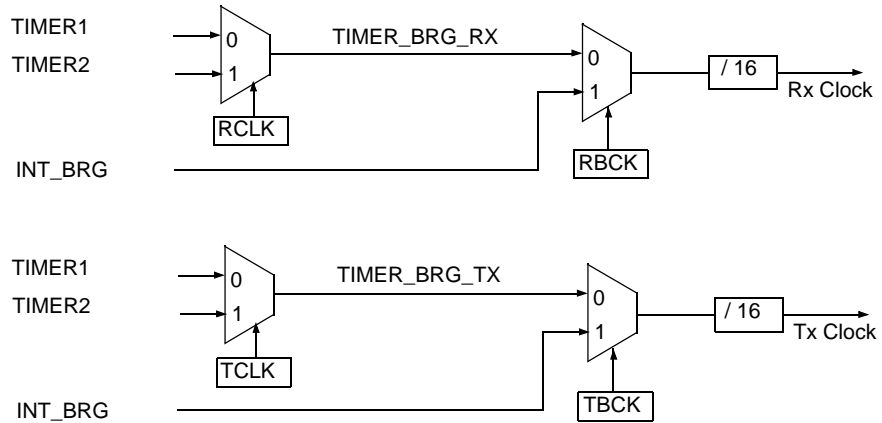 TIMER1
0
TIMER_BRG_RX
TIMER2
1
0
/ 16
1
Rx Clock
RCLK
RBCK
INT_BRG
TIMER1
0
TIMER_BRG_TX
TIMER2
1
0
/ 16
1
Tx Clock
TCLK
TBCK
INT_BRG